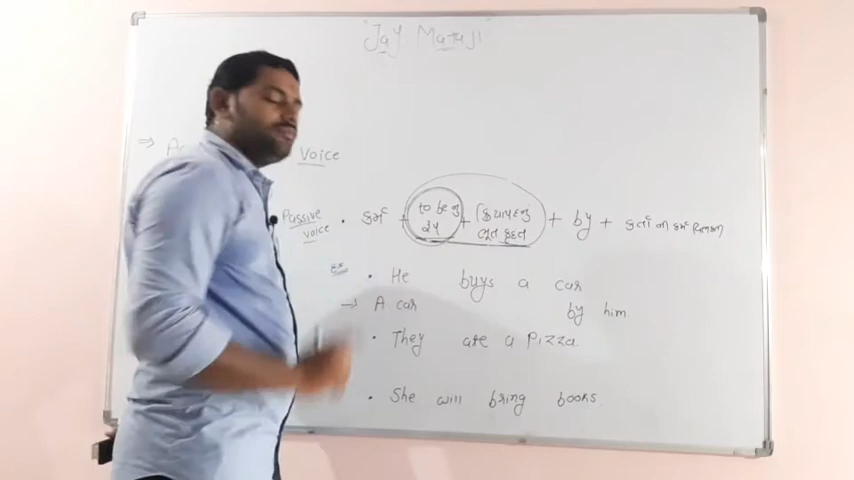 "Jay Mataji"
⇒ A Voice
Passive voice • કર્મ + to be નું રૂપ + ક્રિયાપદનું ભૂત કૃદંત + by + કર્તા ની કર્મ વિભક્તિ
Ex • He buys a car
→ A car by him.
• They ate a Pizza
• She will bring books